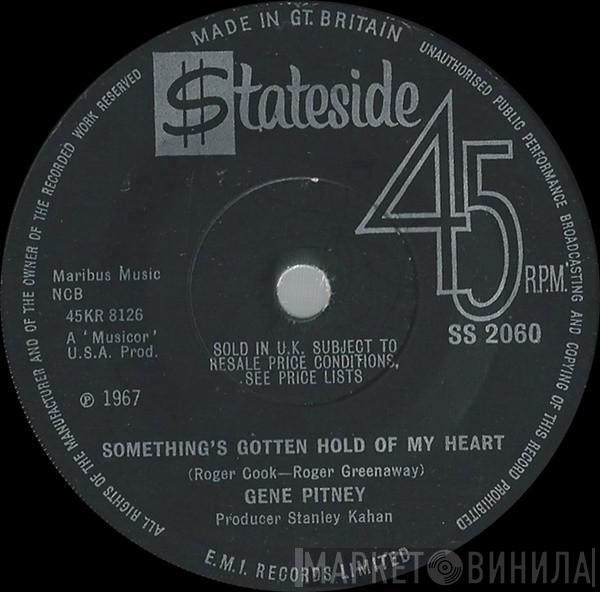 MADE IN GT. BRITAIN
UNAUTHORISED PUBLIC PERFORMANCE BROADCASTING AND COPYING OF THIS RECORD PROHIBITED
ALL RIGHTS OF THE MANUFACTURER AND OF THE OWNER OF THE RECORDED WORK RESERVED
$tateside
45
R.P.M.
SS 2060
Maribus Music
NCB
45KR 8126
A 'Musicor'
U.S.A. Prod.
℗ 1967
SOLD IN U.K. SUBJECT TO
RESALE PRICE CONDITIONS,
SEE PRICE LISTS
SOMETHING'S GOTTEN HOLD OF MY HEART
(Roger Cook—Roger Greenaway)
GENE PITNEY
Producer Stanley Kahan
E.M.I. RECORDS LIMITED
МАРКЕТ ВИНИЛА